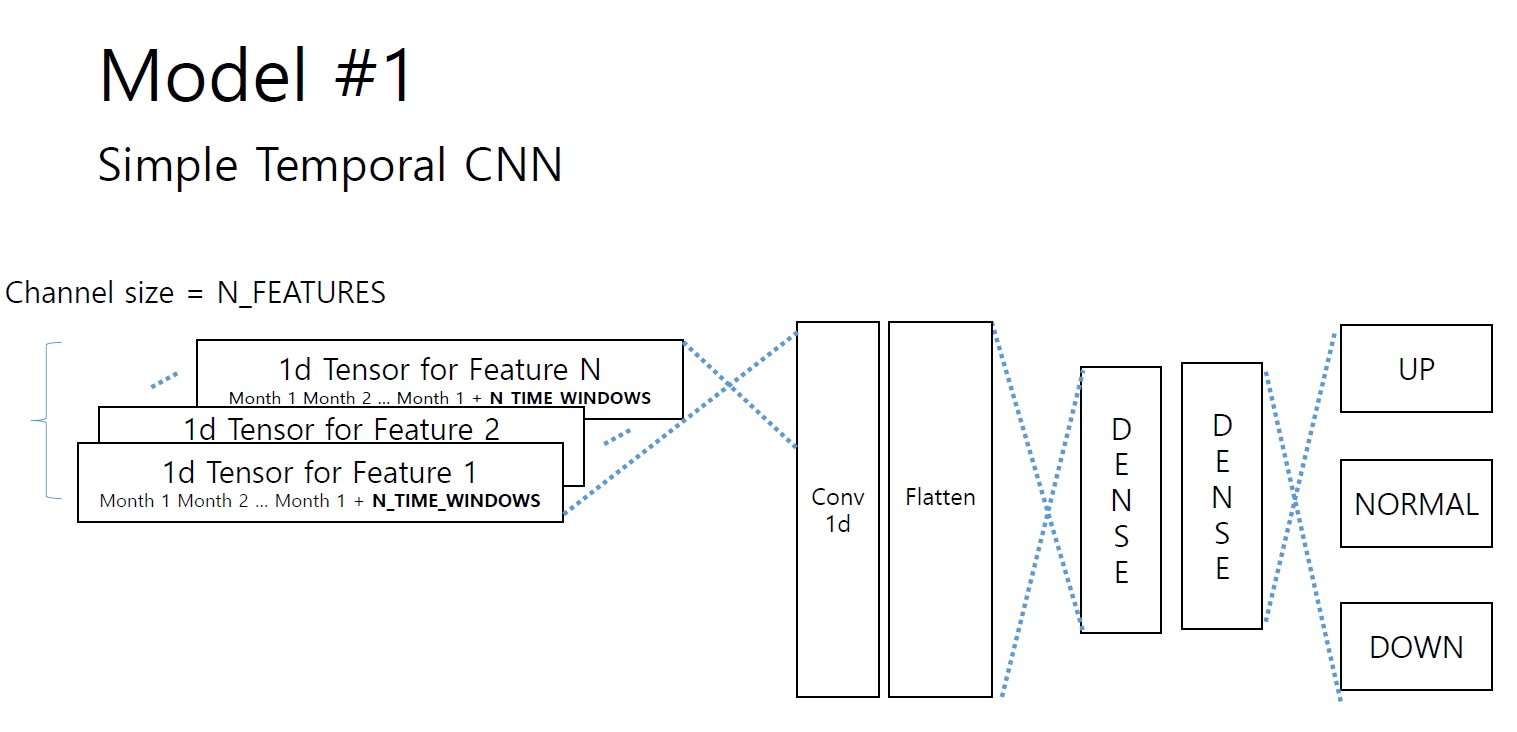 Model #1
Simple Temporal CNN
Channel size = N_FEATURES
1d Tensor for Feature N
Month 1 Month 2 ... Month 1 + N_TIME_WINDOWS
1d Tensor for Feature 2
1d Tensor for Feature 1
Month 1 Month 2 ... Month 1 + N_TIME_WINDOWS
Conv
1d
Flatten
D
E
N
S
E
D
E
N
S
E
UP
NORMAL
DOWN